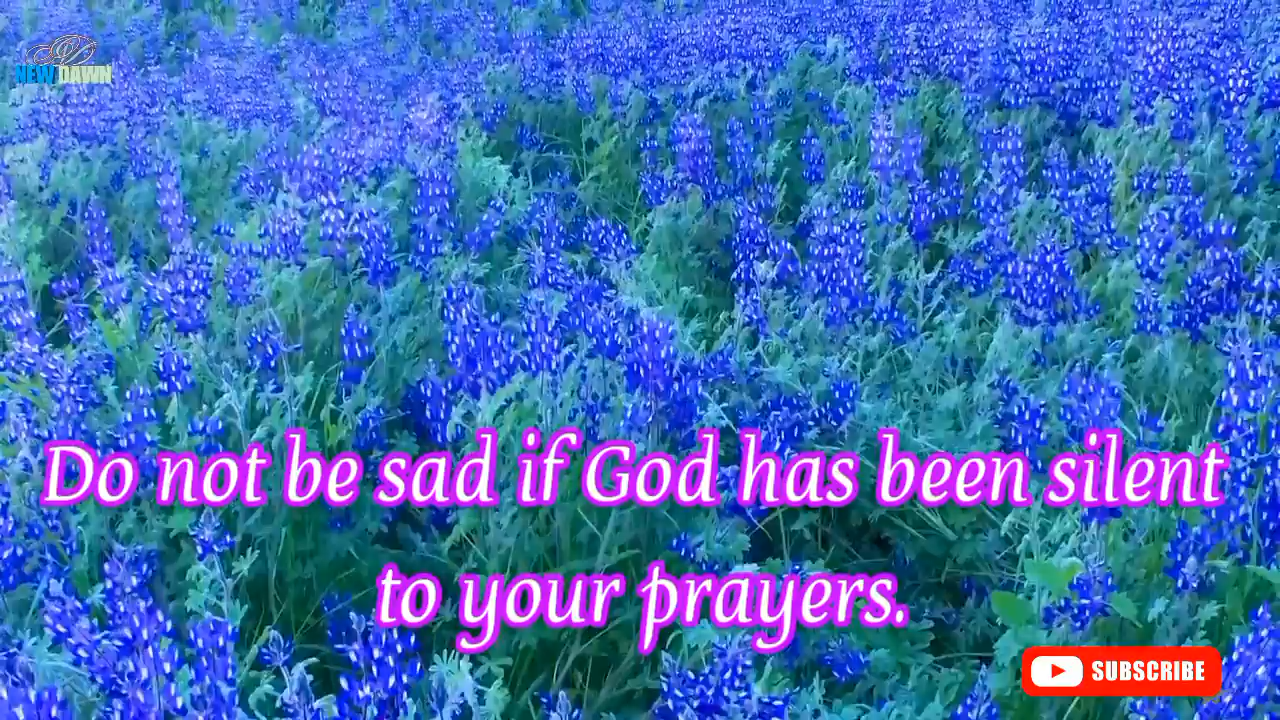 NEW DAWN
Do not be sad if God has been silent
to your prayers.
SUBSCRIBE